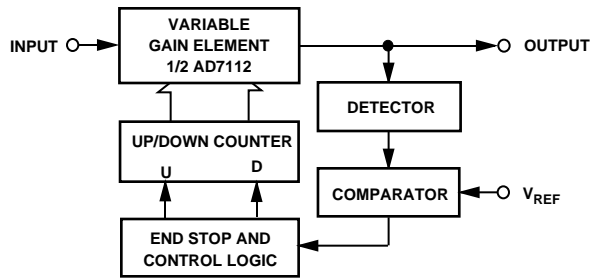 VARIABLE
GAIN ELEMENT
1/2 AD7112
INPUT
OUTPUT
DETECTOR
UP/DOWN COUNTER
U D
COMPARATOR
VREF
END STOP AND
CONTROL LOGIC